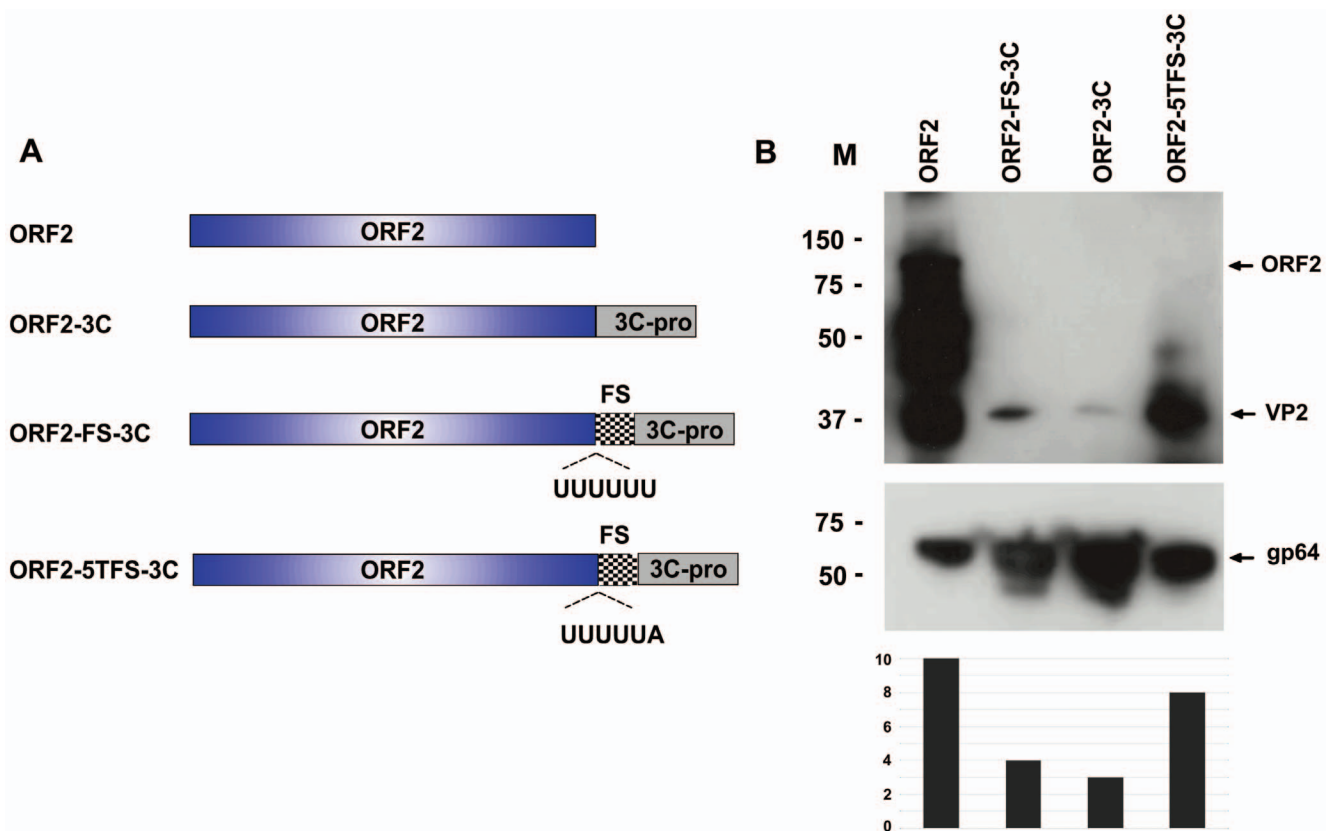 A
ORF2 ORF2
ORF2-3C ORF2 3C-pro
FS
ORF2-FS-3C ORF2 3C-pro
UUUUUU
FS
ORF2-5TFS-3C ORF2 3C-pro
UUUUUA
B M ORF2 ORF2-FS-3C ORF2-3C ORF2-5TFS-3C
150 -
ORF2
75 -
50 -
37 - VP2
75 -
gp64
50 -
10
8
6
4
2
0